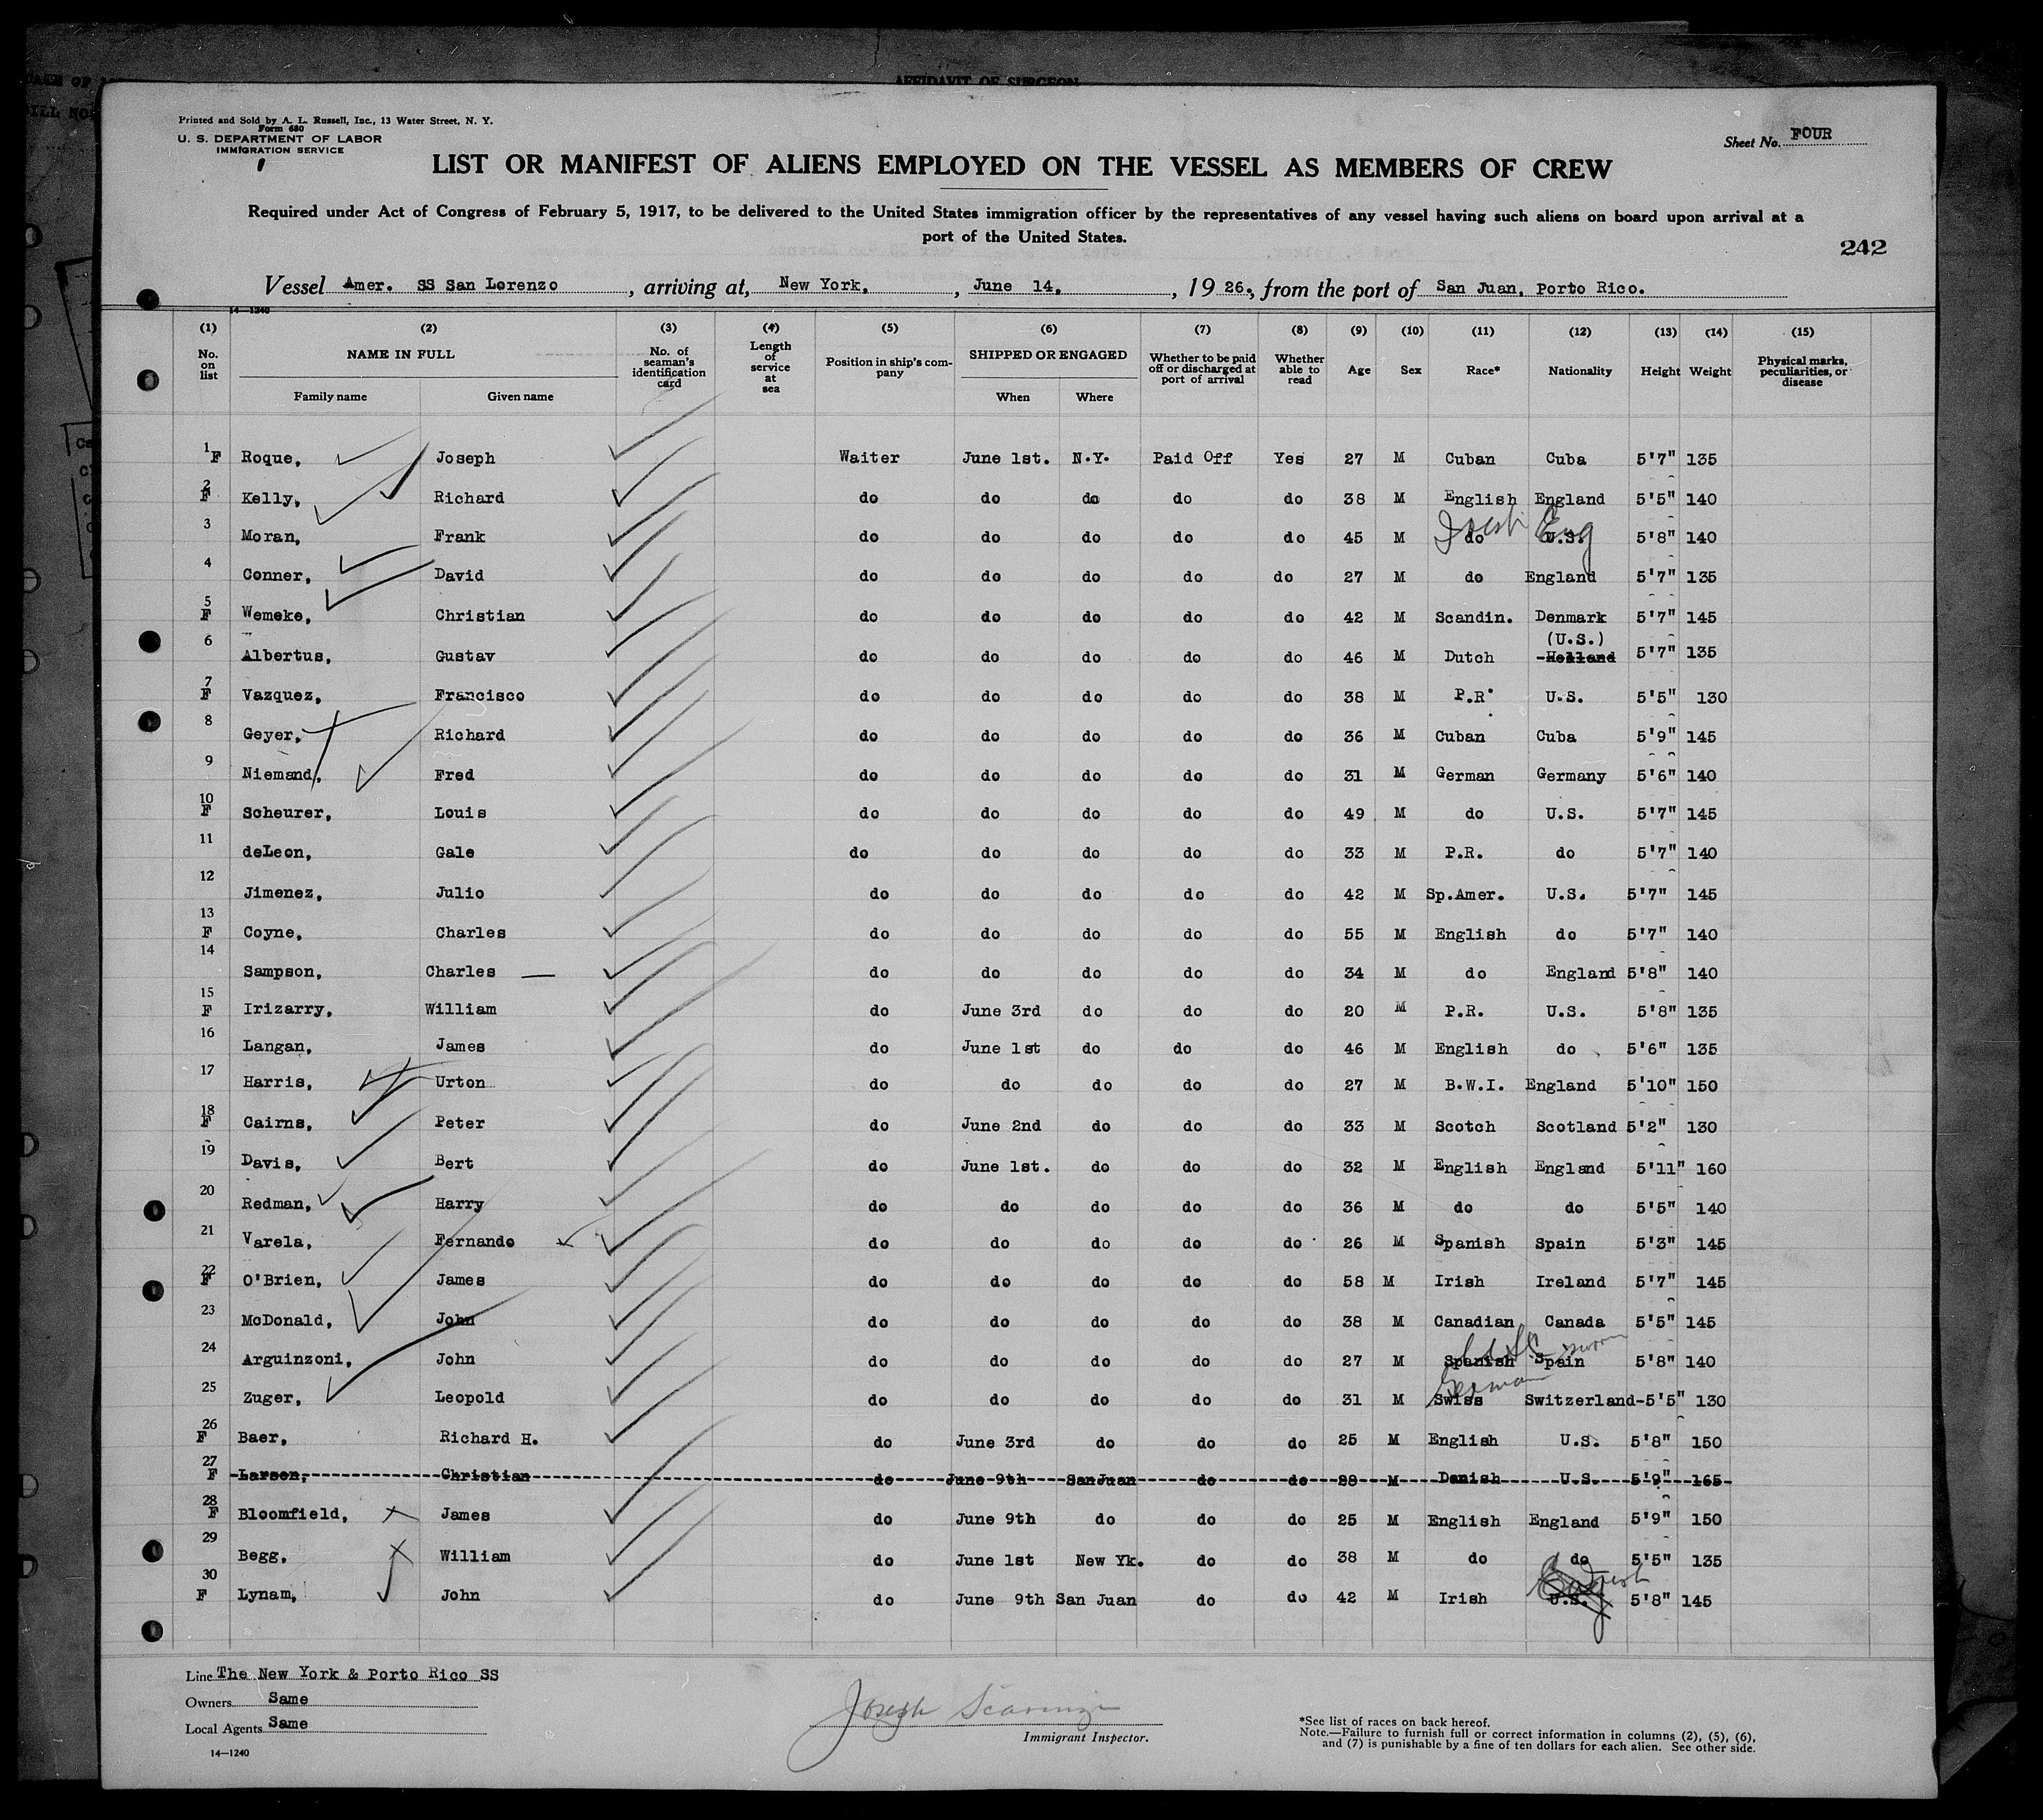 AFFIDAVIT OF SURGEON
Printed and Sold by A. L. Russell, Inc., 13 Water Street, N. Y.
Form 680
U. S. DEPARTMENT OF LABOR
IMMIGRATION SERVICE
Sheet No. FOUR
LIST OR MANIFEST OF ALIENS EMPLOYED ON THE VESSEL AS MEMBERS OF CREW
Required under Act of Congress of February 5, 1917, to be delivered to the United States immigration officer by the representatives of any vessel having such aliens on board upon arrival at a
port of the United States.
242
Vessel Amer. SS San Lorenzo, arriving at, New York, , June 14, , 19 26., from the port of San Juan, Porto Rico.
14—1240
(1) (2) (3) (4) (5) (6) (7) (8) (9) (10) (11) (12) (13) (14) (15)
No. on list NAME IN FULL Family name Given name No. of seaman's identification card Length of service at sea Position in ship's company SHIPPED OR ENGAGED When Where Whether to be paid off or discharged at port of arrival Whether able to read Age Sex Race* Nationality Height Weight Physical marks, peculiarities, or disease
1 F Roque, Joseph Waiter June 1st. N.Y. Paid Off Yes 27 M Cuban Cuba 5'7" 135
2 F Kelly, Richard do do do do do 38 M English England 5'5" 140
Irish Eng
3 Moran, Frank do do do do do 45 M do U.S. 5'8" 140
4 Conner, David do do do do do 27 M do England 5'7" 135
5 F Wemeke, Christian do do do do do 42 M Scandin. Denmark 5'7" 145
(U.S.)
6 Albertus, Gustav do do do do do 46 M Dutch Holland 5'7" 135
7 F Vazquez, Francisco do do do do do 38 M P.R. U.S. 5'5" 130
8 Geyer, Richard do do do do do 36 M Cuban Cuba 5'9" 145
9 Niemand, Fred do do do do do 31 M German Germany 5'6" 140
10 F Scheurer, Louis do do do do do 49 M do U.S. 5'7" 145
11 deLeon, Gale do do do do do 33 M P.R. do 5'7" 140
12 Jimenez, Julio do do do do do 42 M Sp.Amer. U.S. 5'7" 145
13 F Coyne, Charles do do do do do 55 M English do 5'7" 140
14 Sampson, Charles do do do do do 34 M do England 5'8" 140
15 F Irizarry, William do June 3rd do do do 20 M P.R. U.S. 5'8" 135
16 Langan, James do June 1st do do do 46 M English do 5'6" 135
17 Harris, Urton do do do do do 27 M B.W.I. England 5'10" 150
18 F Cairns, Peter do June 2nd do do do 33 M Scotch Scotland 5'2" 130
19 Davis, Bert do June 1st. do do do 32 M English England 5'11" 160
20 Redman, Harry do do do do do 36 M do do 5'5" 140
21 Varela, Fernando do do do do do 26 M Spanish Spain 5'3" 145
22 F O'Brien, James do do do do do 58 M Irish Ireland 5'7" 145
23 McDonald, John do do do do do 38 M Canadian Canada 5'5" 145
24 Arguinzoni, John do do do do do 27 M Spanish Spain 5'8" 140
German
25 Zuger, Leopold do do do do do 31 M Swiss Switzerland-5'5" 130
26 F Baer, Richard H. do June 3rd do do do 25 M English U.S. 5'8" 150
27 F Larsen, Christian do June 9th SanJuan do do 28 M Danish U.S. 5'9" 165
28 F Bloomfield, James do June 9th do do do 25 M English England 5'9" 150
29 Begg, William do June 1st New Yk. do do 38 M do do 5'5" 135
30 F Lynam, John do June 9th San Juan do do 42 M Irish U.S. 5'8" 145
Line The New York & Porto Rico SS
Owners Same
Local Agents Same
14—1240
Joseph
Immigrant Inspector.
*See list of races on back hereof.
Note.—Failure to furnish full or correct information in columns (2), (5), (6),
and (7) is punishable by a fine of ten dollars for each alien. See other side.